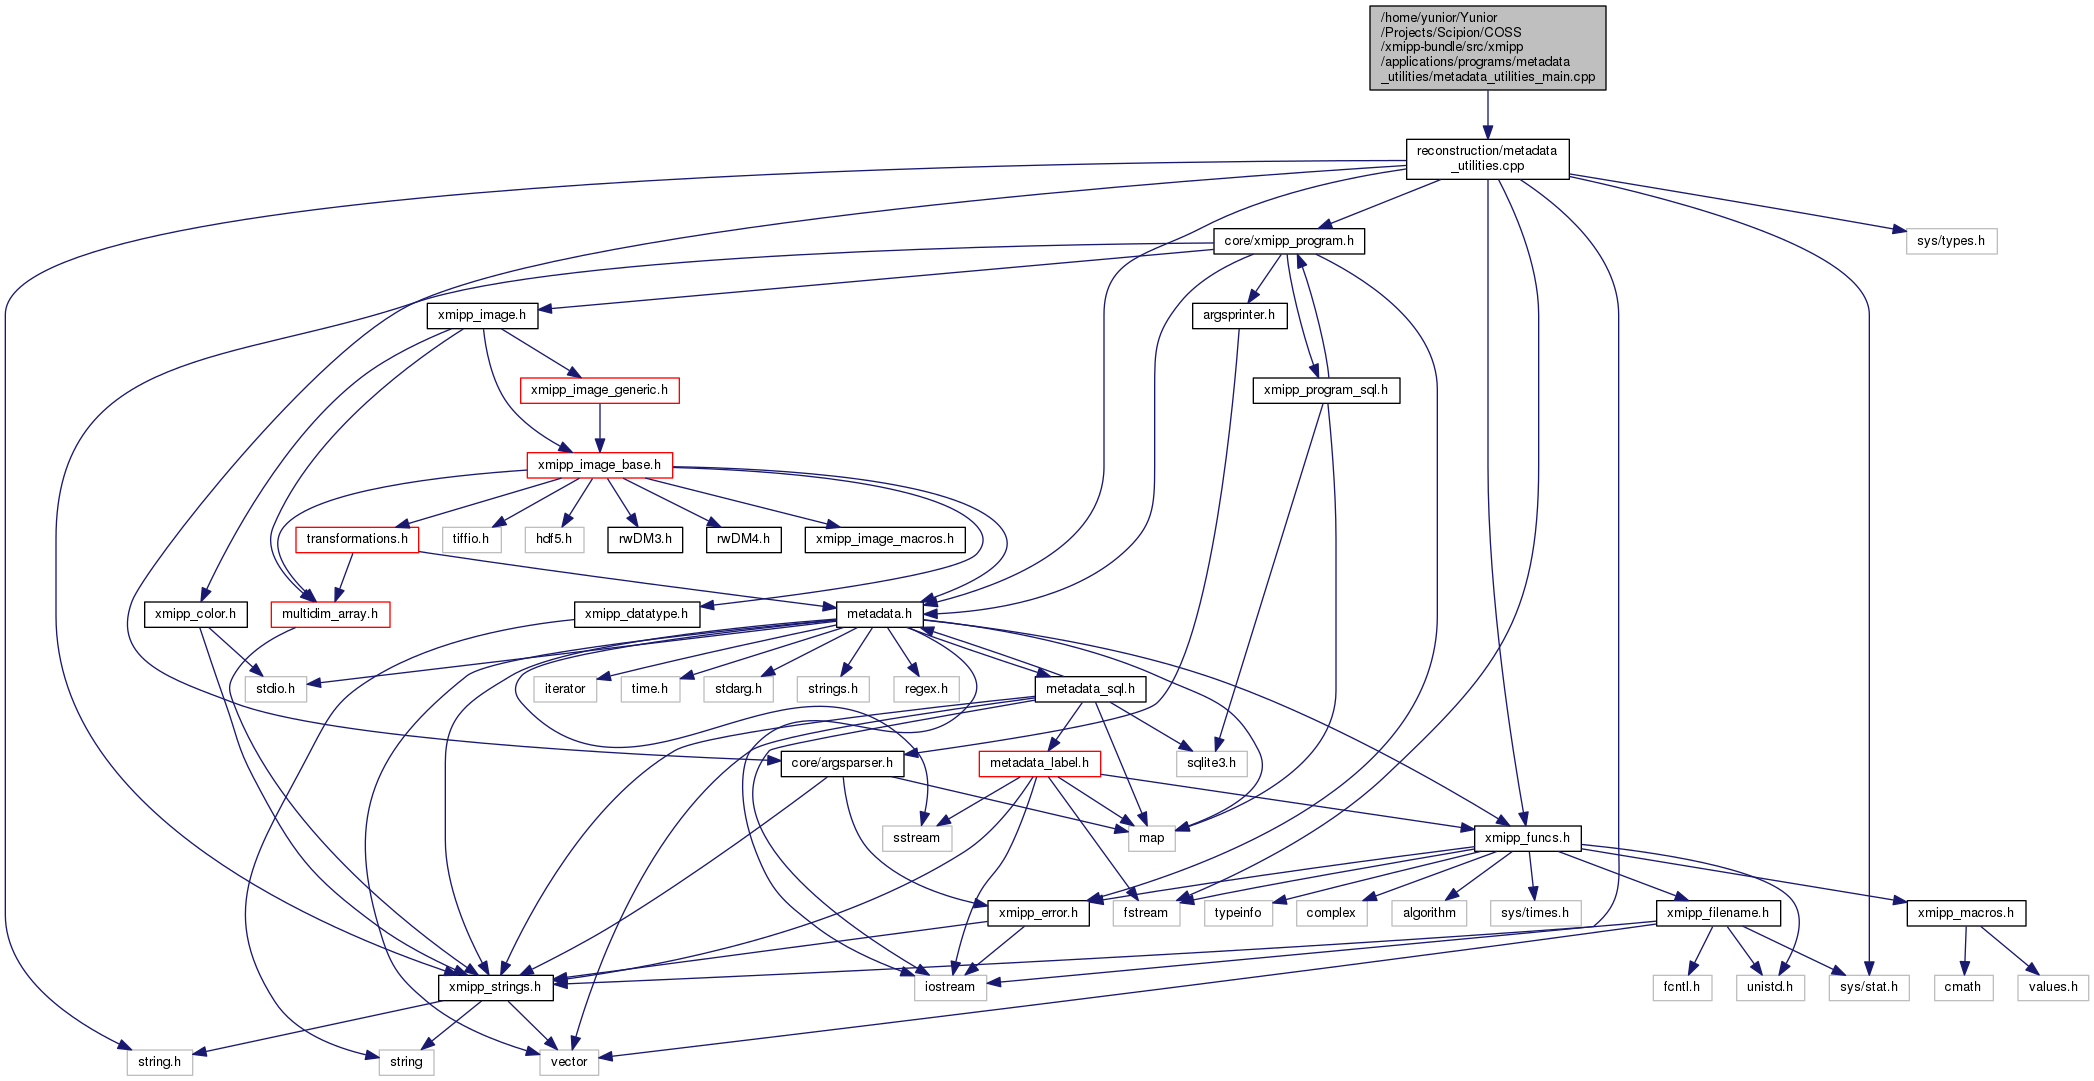 /home/yunior/Yunior
/Projects/Scipion/COSS
/xmipp-bundle/src/xmipp
/applications/programs/metadata
_utilities/metadata_utilities_main.cpp
reconstruction/metadata
_utilities.cpp
core/xmipp_program.h
sys/types.h
xmipp_image.h
argsprinter.h
xmipp_image_generic.h
xmipp_program_sql.h
xmipp_image_base.h
transformations.h
tiffio.h
hdf5.h
rwDM3.h
rwDM4.h
xmipp_image_macros.h
xmipp_color.h
multidim_array.h
xmipp_datatype.h
metadata.h
stdio.h
iterator
time.h
stdarg.h
strings.h
regex.h
metadata_sql.h
core/argsparser.h
metadata_label.h
sqlite3.h
sstream
map
xmipp_funcs.h
xmipp_error.h
fstream
typeinfo
complex
algorithm
sys/times.h
xmipp_filename.h
xmipp_macros.h
xmipp_strings.h
iostream
fcntl.h
unistd.h
sys/stat.h
cmath
values.h
string.h
string
vector